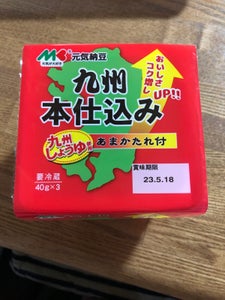 元気納豆
おいしさ
コク増し
UP!!
九州
本仕込み
九州
しょうゆ
あまかたれ付
賞味期限
23.5.18
要冷蔵
40g×3